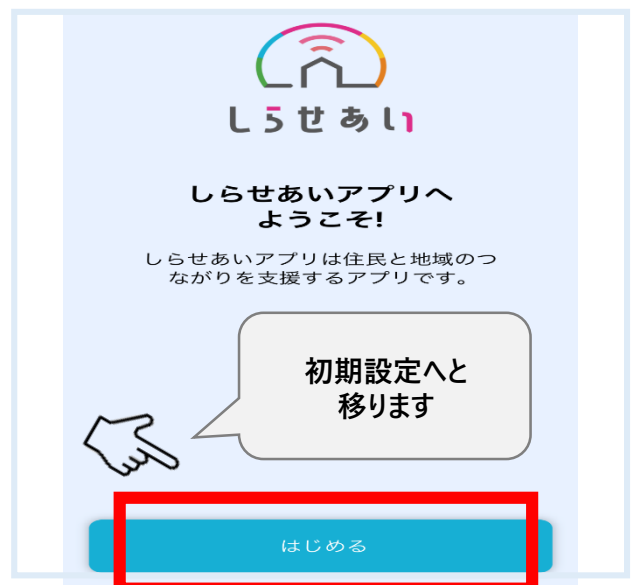 しらせあい
しらせあいアプリへ
ようこそ!
しらせあいアプリは住民と地域のつ
ながりを支援するアプリです。
初期設定へと
移ります
はじめる